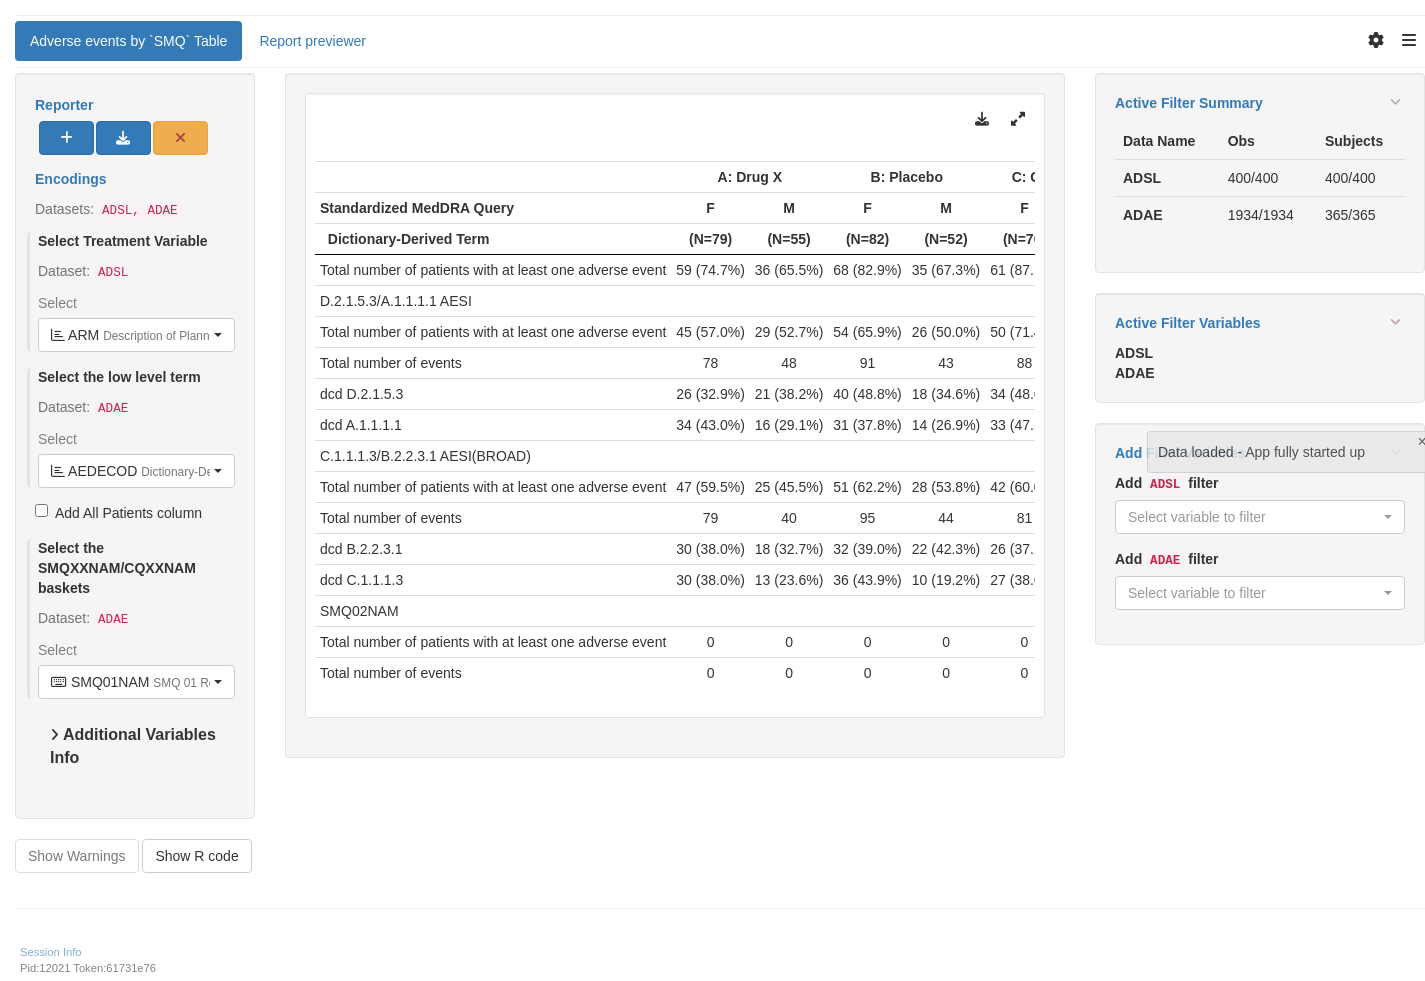 Adverse events by `SMQ` Table
Report previewer
Reporter
Encodings
Datasets: ADSL, ADAE
Select Treatment Variable
Dataset: ADSL
Select
ARM Description of Plann
Select the low level term
Dataset: ADAE
Select
AEDECOD Dictionary-De
Add All Patients column
Select the
SMQXXNAM/CQXXNAM
baskets
Dataset: ADAE
Select
SMQ01NAM SMQ 01 Re
Additional Variables
Info
Show Warnings
Show R code
A: Drug X B: Placebo C: C
Standardized MedDRA Query F M F M F
Dictionary-Derived Term (N=79) (N=55) (N=82) (N=52) (N=70
Total number of patients with at least one adverse event 59 (74.7%) 36 (65.5%) 68 (82.9%) 35 (67.3%) 61 (87.
D.2.1.5.3/A.1.1.1.1 AESI
Total number of patients with at least one adverse event 45 (57.0%) 29 (52.7%) 54 (65.9%) 26 (50.0%) 50 (71.4
Total number of events 78 48 91 43 88
dcd D.2.1.5.3 26 (32.9%) 21 (38.2%) 40 (48.8%) 18 (34.6%) 34 (48.6
dcd A.1.1.1.1 34 (43.0%) 16 (29.1%) 31 (37.8%) 14 (26.9%) 33 (47.
C.1.1.1.3/B.2.2.3.1 AESI(BROAD)
Total number of patients with at least one adverse event 47 (59.5%) 25 (45.5%) 51 (62.2%) 28 (53.8%) 42 (60.0
Total number of events 79 40 95 44 81
dcd B.2.2.3.1 30 (38.0%) 18 (32.7%) 32 (39.0%) 22 (42.3%) 26 (37.
dcd C.1.1.1.3 30 (38.0%) 13 (23.6%) 36 (43.9%) 10 (19.2%) 27 (38.6
SMQ02NAM
Total number of patients with at least one adverse event 0 0 0 0 0
Total number of events 0 0 0 0 0
Active Filter Summary
Data Name Obs Subjects
ADSL 400/400 400/400
ADAE 1934/1934 365/365
Active Filter Variables
ADSL
ADAE
Add
Data loaded - App fully started up ×
Add ADSL filter
Select variable to filter
Add ADAE filter
Select variable to filter
Session Info
Pid:12021 Token:61731e76